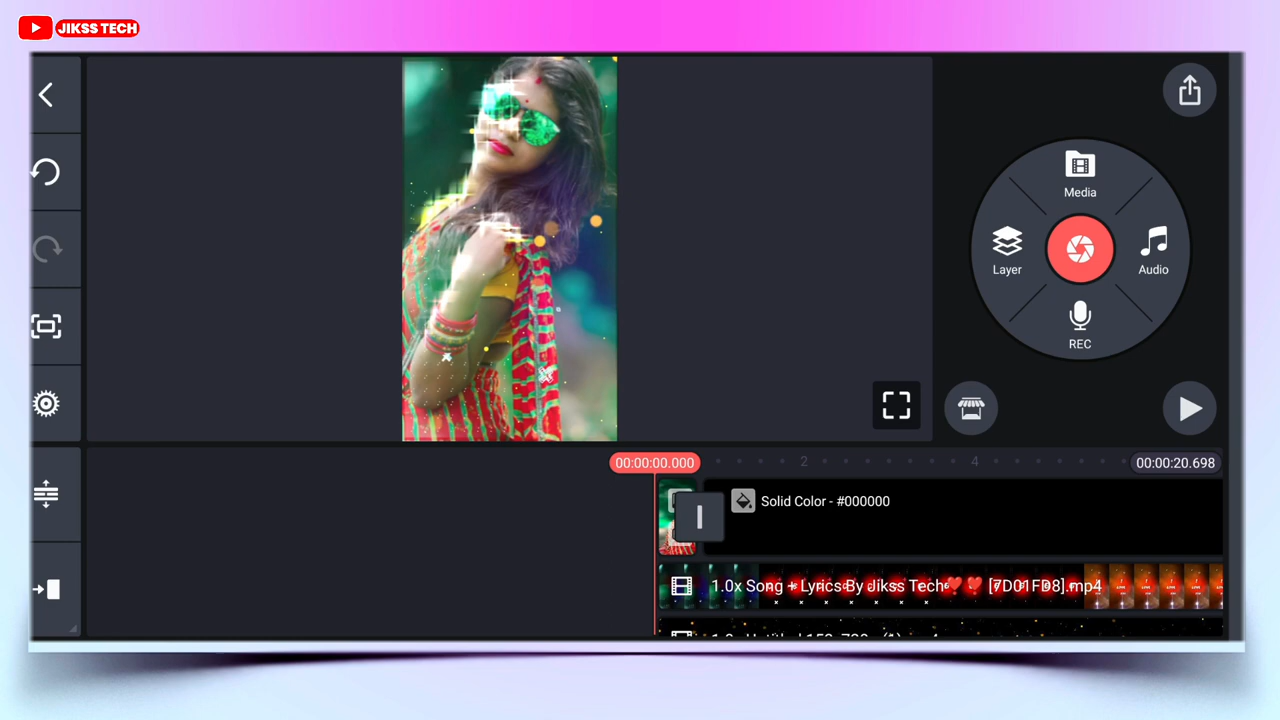 JIKSS TECH
Media
Layer
Audio
REC
00:00:00.000
2
4
00:00:20.698
Solid Color - #000000
1.0x Song + Lyrics By Jikss Tech❤️❤️ [7D01FD8].mp4